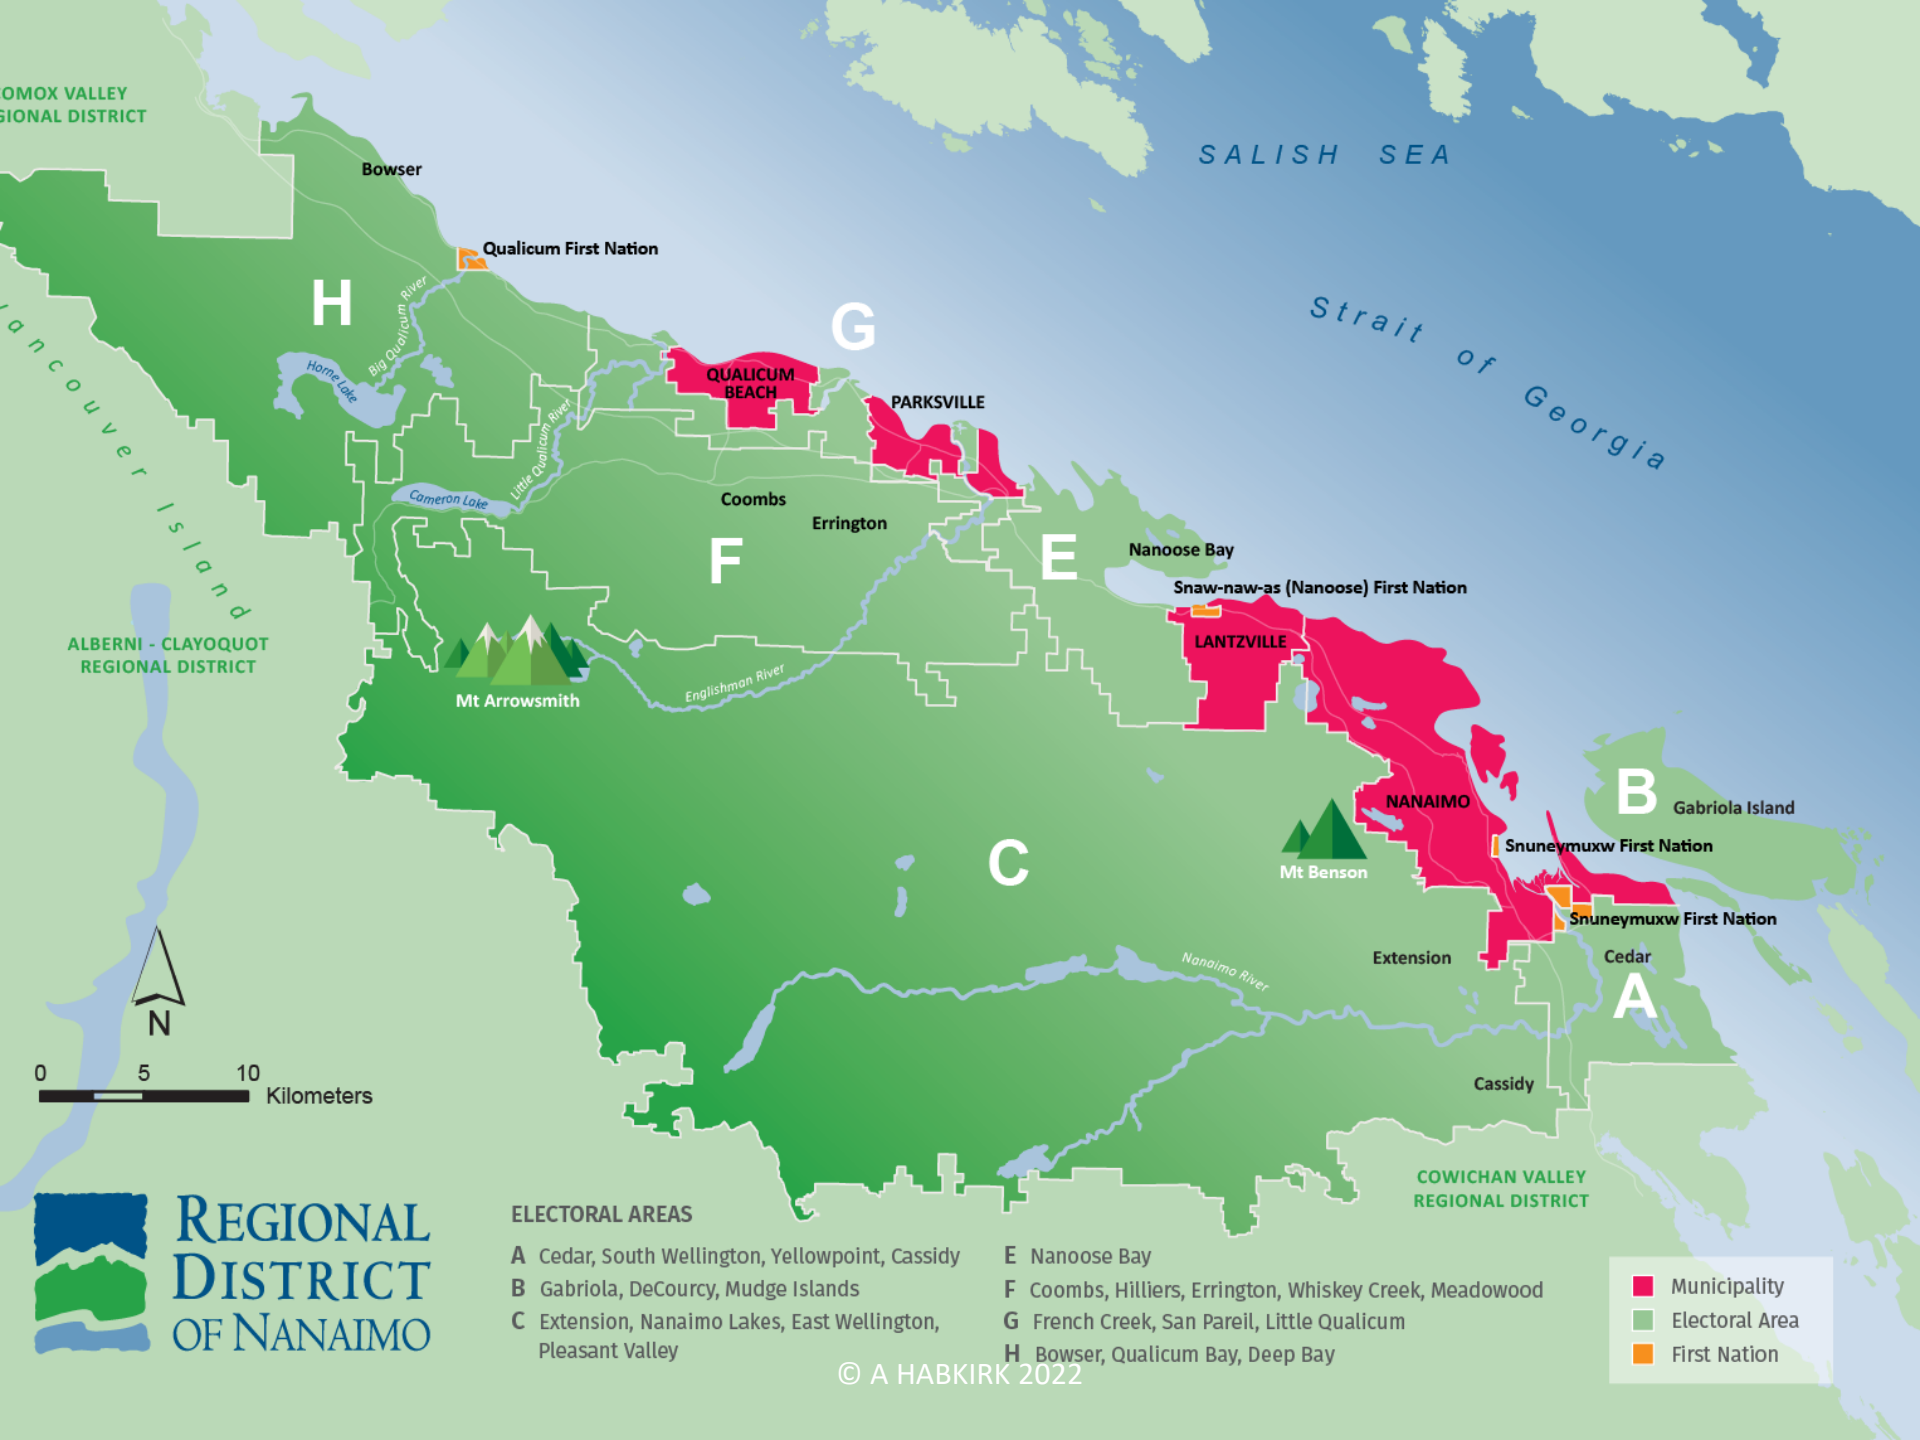 OMOX VALLEY
GIONAL DISTRICT
SALISH SEA
Bowser
Qualicum First Nation
H
Big Qualicum River
G
Strait of Georgia
Horne Lake
QUALICUM
BEACH
PARKSVILLE
ancouver Island
Little Qualicum River
Cameron Lake
Coombs
Errington
F
E
Nanoose Bay
Snaw-naw-as (Nanoose) First Nation
ALBERNI - CLAYOQUOT
REGIONAL DISTRICT
LANTZVILLE
Englishman River
Mt Arrowsmith
B
Gabriola Island
NANAIMO
Snuneymuxw First Nation
C
Mt Benson
Snuneymuxw First Nation
Extension
Cedar
Nanaimo River
A
N
0 5 10
Kilometers
Cassidy
COWICHAN VALLEY
REGIONAL DISTRICT
REGIONAL
DISTRICT
OF NANAIMO
ELECTORAL AREAS
A Cedar, South Wellington, Yellowpoint, Cassidy
B Gabriola, DeCourcy, Mudge Islands
C Extension, Nanaimo Lakes, East Wellington,
Pleasant Valley
E Nanoose Bay
F Coombs, Hilliers, Errington, Whiskey Creek, Meadowood
G French Creek, San Pareil, Little Qualicum
H Bowser, Qualicum Bay, Deep Bay
© A HABKIRK 2022
Municipality
Electoral Area
First Nation